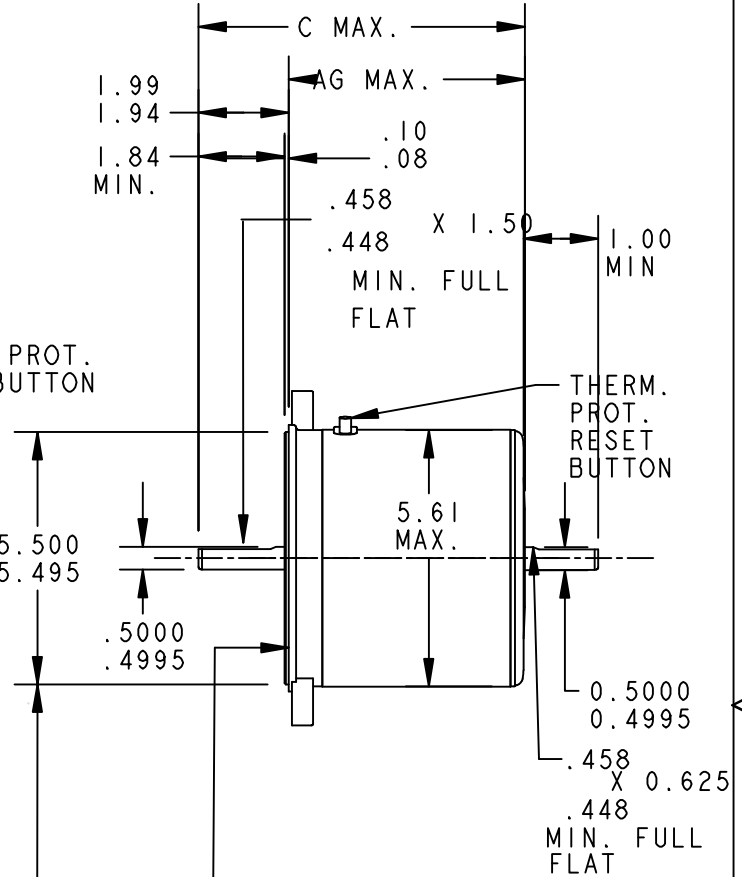 C MAX.
AG MAX.
1.99
1.94
.10
.08
1.84
MIN.
.458
.448
X 1.50
MIN. FULL
FLAT
1.00
MIN
PROT.
BUTTON
THERM.
PROT.
RESET
BUTTON
5.61
MAX.
5.500
5.495
.5000
.4995
0.5000
0.4995
.458
X 0.625
.448
MIN. FULL
FLAT